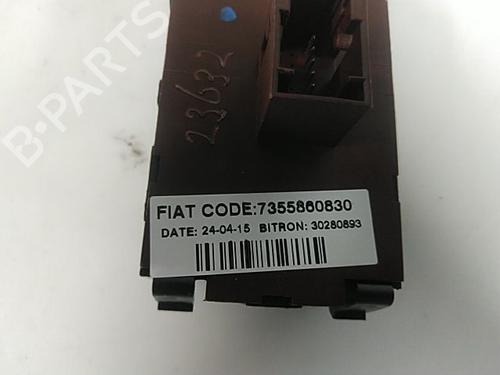 B-PARTS
23632
FIAT CODE:7355860830
DATE: 24-04-15 BITRON: 30280893